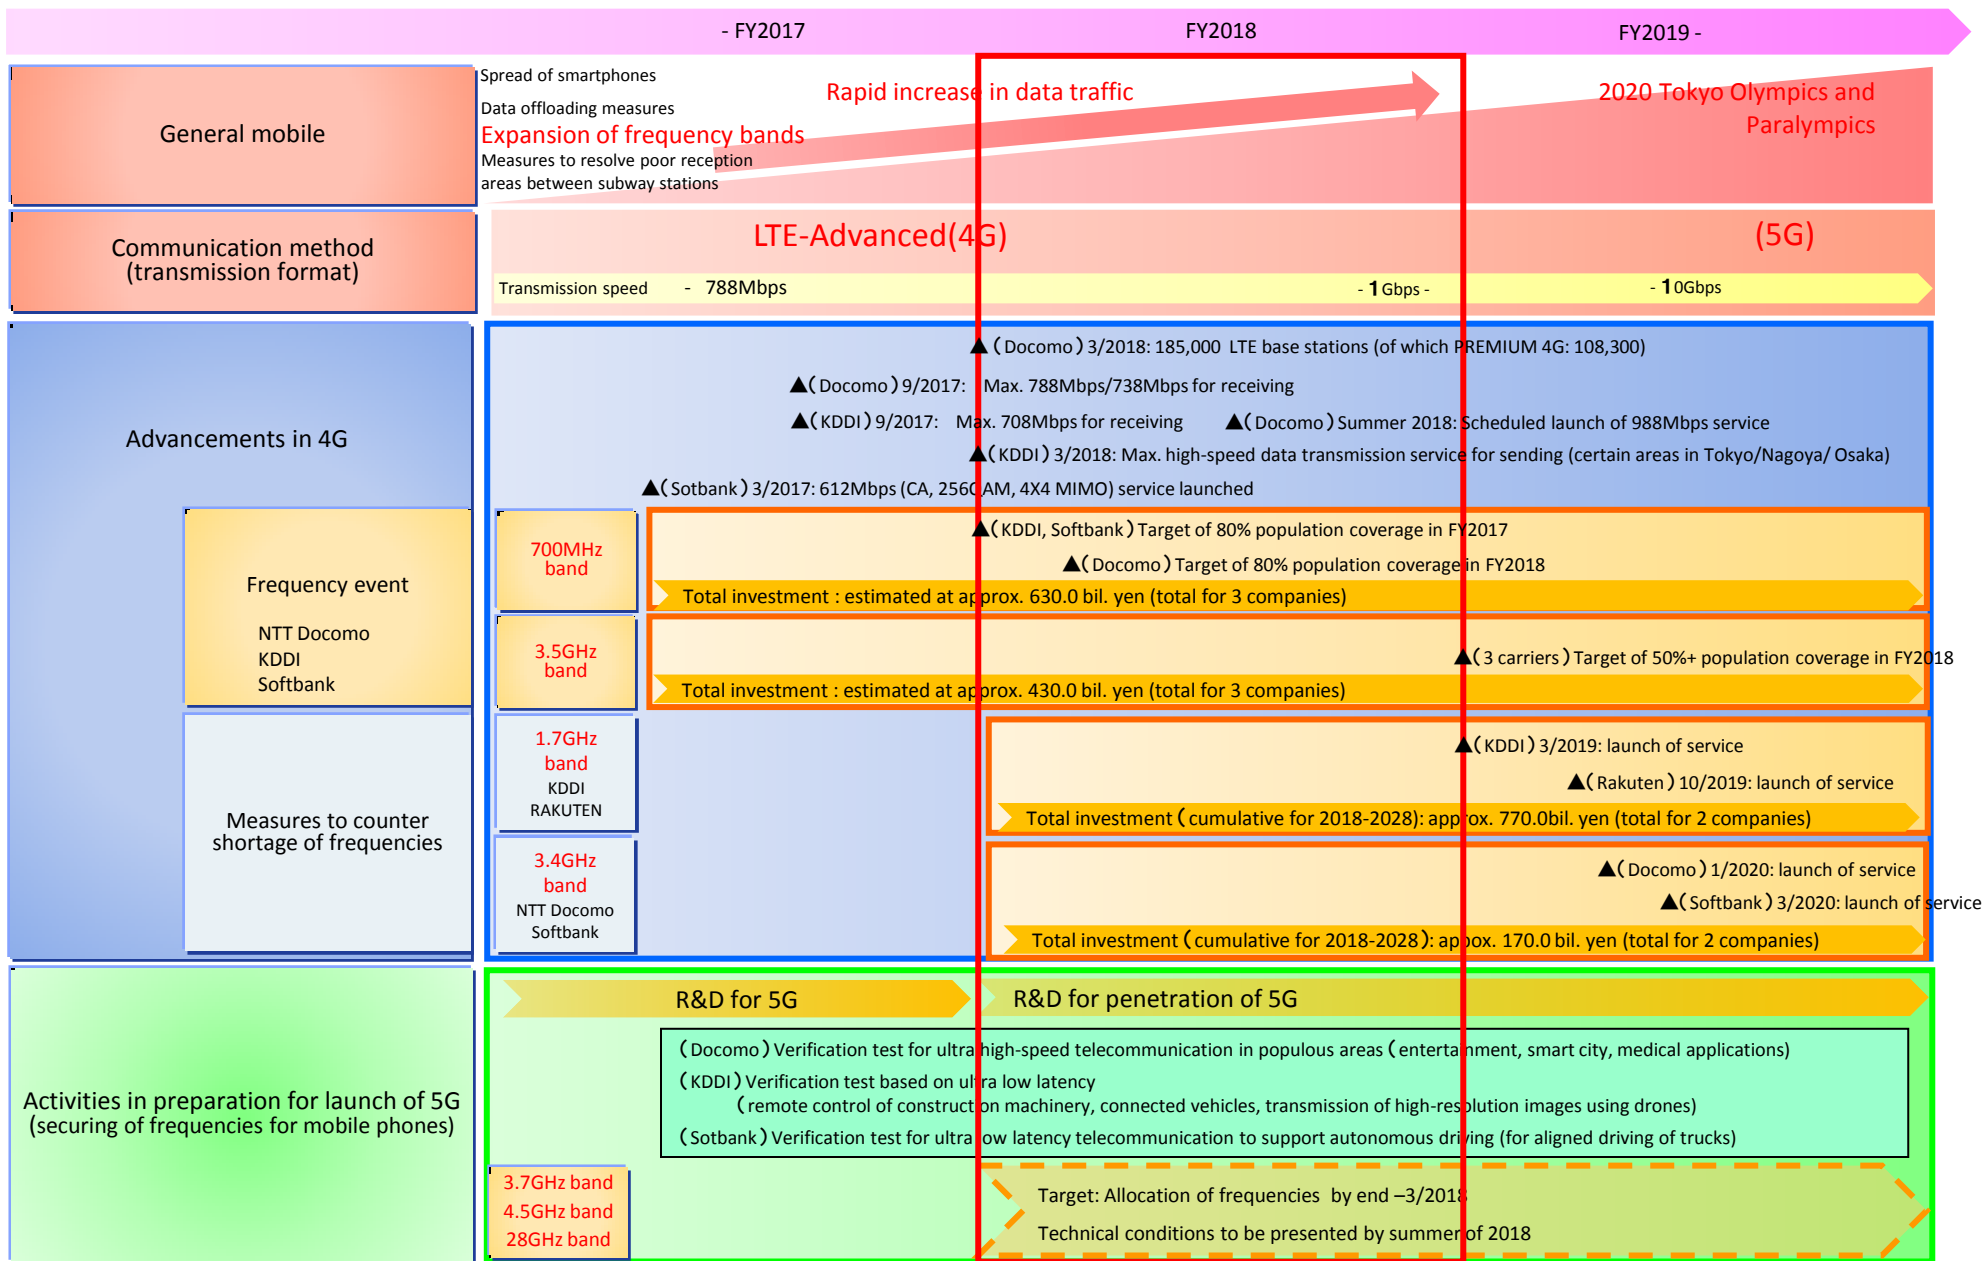 - FY2017
FY2018
FY2019 -
General mobile
Spread of smartphones
Data offloading measures
Expansion of frequency bands
Measures to resolve poor reception
areas between subway stations
Rapid increase in data traffic
2020 Tokyo Olympics and
Paralympics
Communication method
(transmission format)
LTE-Advanced(4G)
(5G)
Transmission speed - 788Mbps
- 1Gbps -
- 10Gbps
Advancements in 4G
▲(Docomo) 3/2018: 185,000 LTE base stations (of which PREMIUM 4G: 108,300)
▲(Docomo) 9/2017: Max. 788Mbps/738Mbps for receiving
▲(KDDI) 9/2017: Max. 708Mbps for receiving
▲(Docomo) Summer 2018: Scheduled launch of 988Mbps service
▲(KDDI) 3/2018: Max. high-speed data transmission service for sending (certain areas in Tokyo/Nagoya/ Osaka)
▲(Sotbank) 3/2017: 612Mbps (CA, 256QAM, 4X4 MIMO) service launched
Frequency event
NTT Docomo
KDDI
Softbank
700MHz
band
▲(KDDI, Softbank) Target of 80% population coverage in FY2017
▲(Docomo) Target of 80% population coverage in FY2018
Total investment : estimated at approx. 630.0 bil. yen (total for 3 companies)
3.5GHz
band
▲(3 carriers) Target of 50%+ population coverage in FY2018
Total investment : estimated at approx. 430.0 bil. yen (total for 3 companies)
Measures to counter
shortage of frequencies
1.7GHz
band
KDDI
RAKUTEN
▲(KDDI) 3/2019: launch of service
▲(Rakuten) 10/2019: launch of service
Total investment (cumulative for 2018-2028): approx. 770.0bil. yen (total for 2 companies)
3.4GHz
band
NTT Docomo
Softbank
▲(Docomo) 1/2020: launch of service
▲(Softbank) 3/2020: launch of service
Total investment (cumulative for 2018-2028): appox. 170.0 bil. yen (total for 2 companies)
Activities in preparation for launch of 5G
(securing of frequencies for mobile phones)
R&D for 5G
R&D for penetration of 5G
(Docomo) Verification test for ultra high-speed telecommunication in populous areas (entertainment, smart city, medical applications)
(KDDI) Verification test based on ultra low latency
(remote control of construction machinery, connected vehicles, transmission of high-resolution images using drones)
(Sotbank) Verification test for ultra low latency telecommunication to support autonomous driving (for aligned driving of trucks)
3.7GHz band
4.5GHz band
28GHz band
Target: Allocation of frequencies by end –3/2018
Technical conditions to be presented by summer of 2018